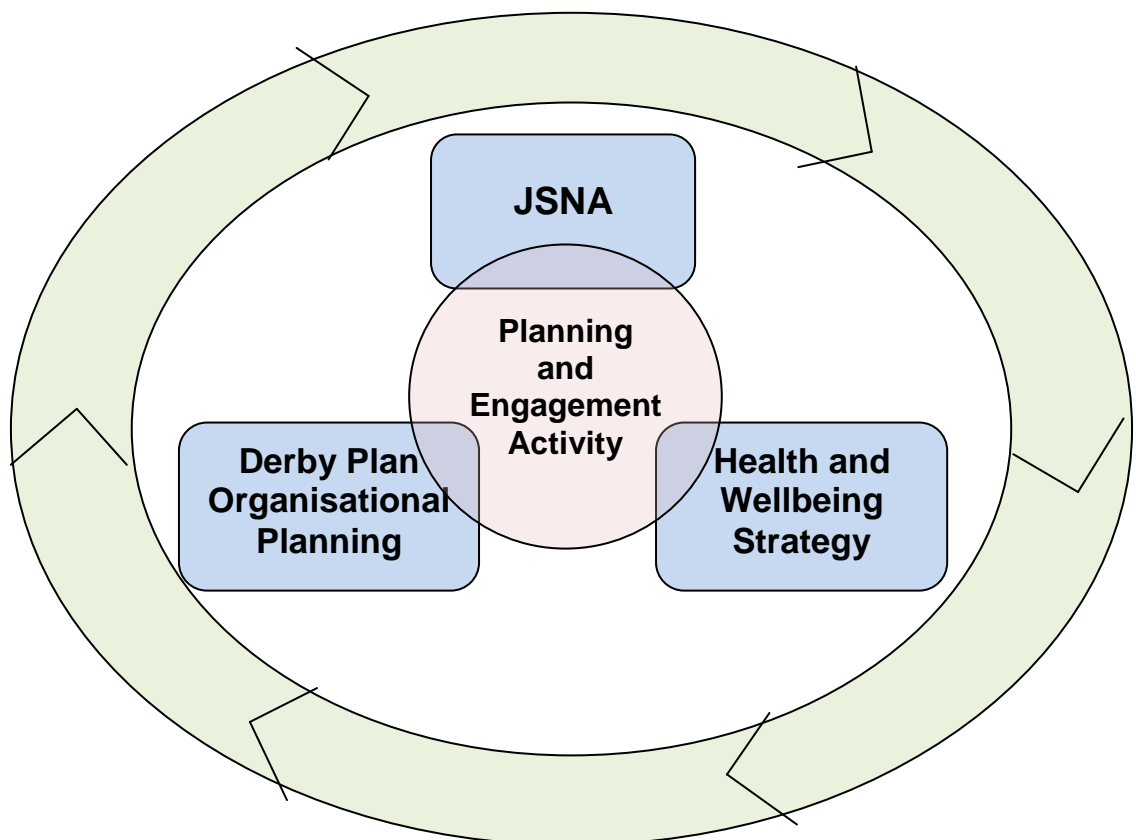 JSNA
Planning
and
Engagement
Activity
Derby Plan
Organisational
Planning
Health and
Wellbeing
Strategy